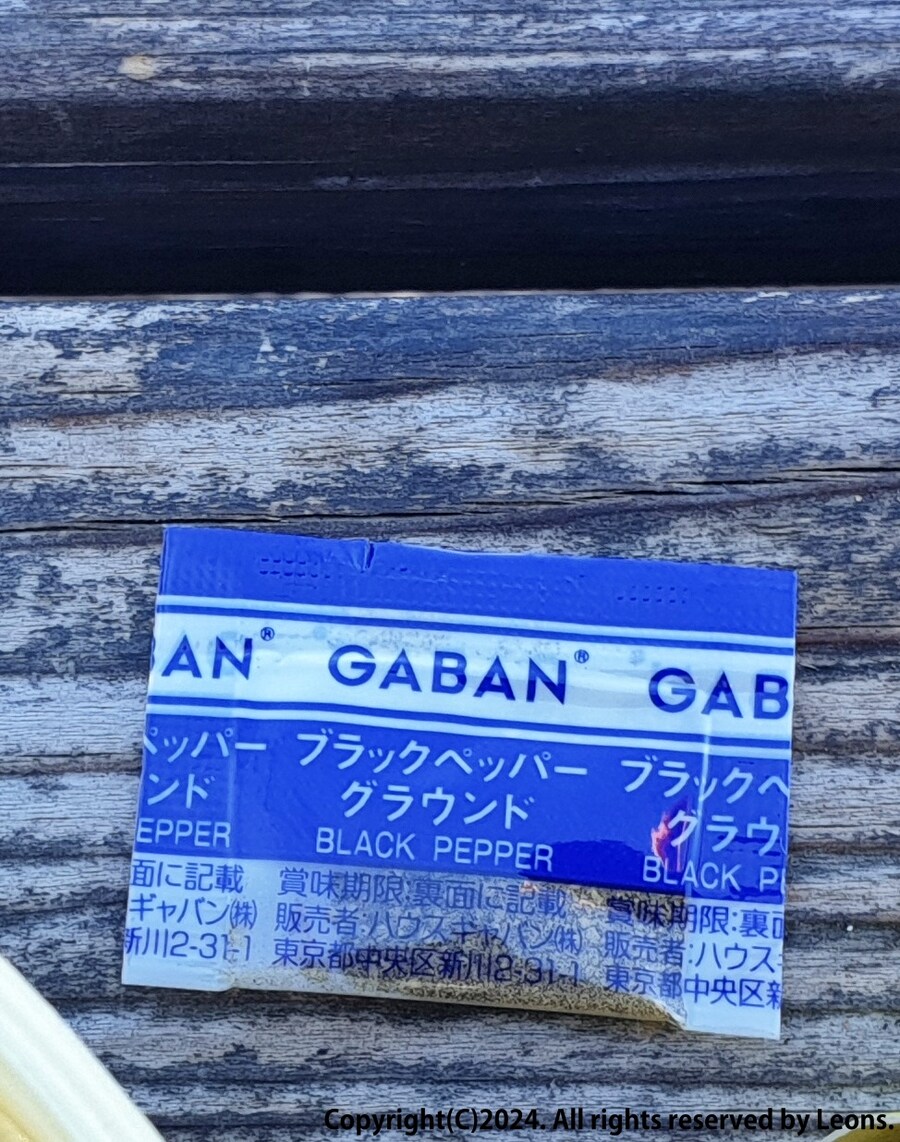 AN® GABAN® GAB
ペッパー ブラックペッパー ブラックペ
ンド グラウンド グラウ
EPPER BLACK PEPPER BLACK P
面に記載 賞味期限:裏面に記載 賞味期限:裏面
ギャバン㈱ 販売者:ハウスギャバン㈱ 販売者:ハウス
新川2-31-1 東京都中央区新川2-31-1 東京都中央区新
Copyright(C)2024. All rights reserved by Leons.